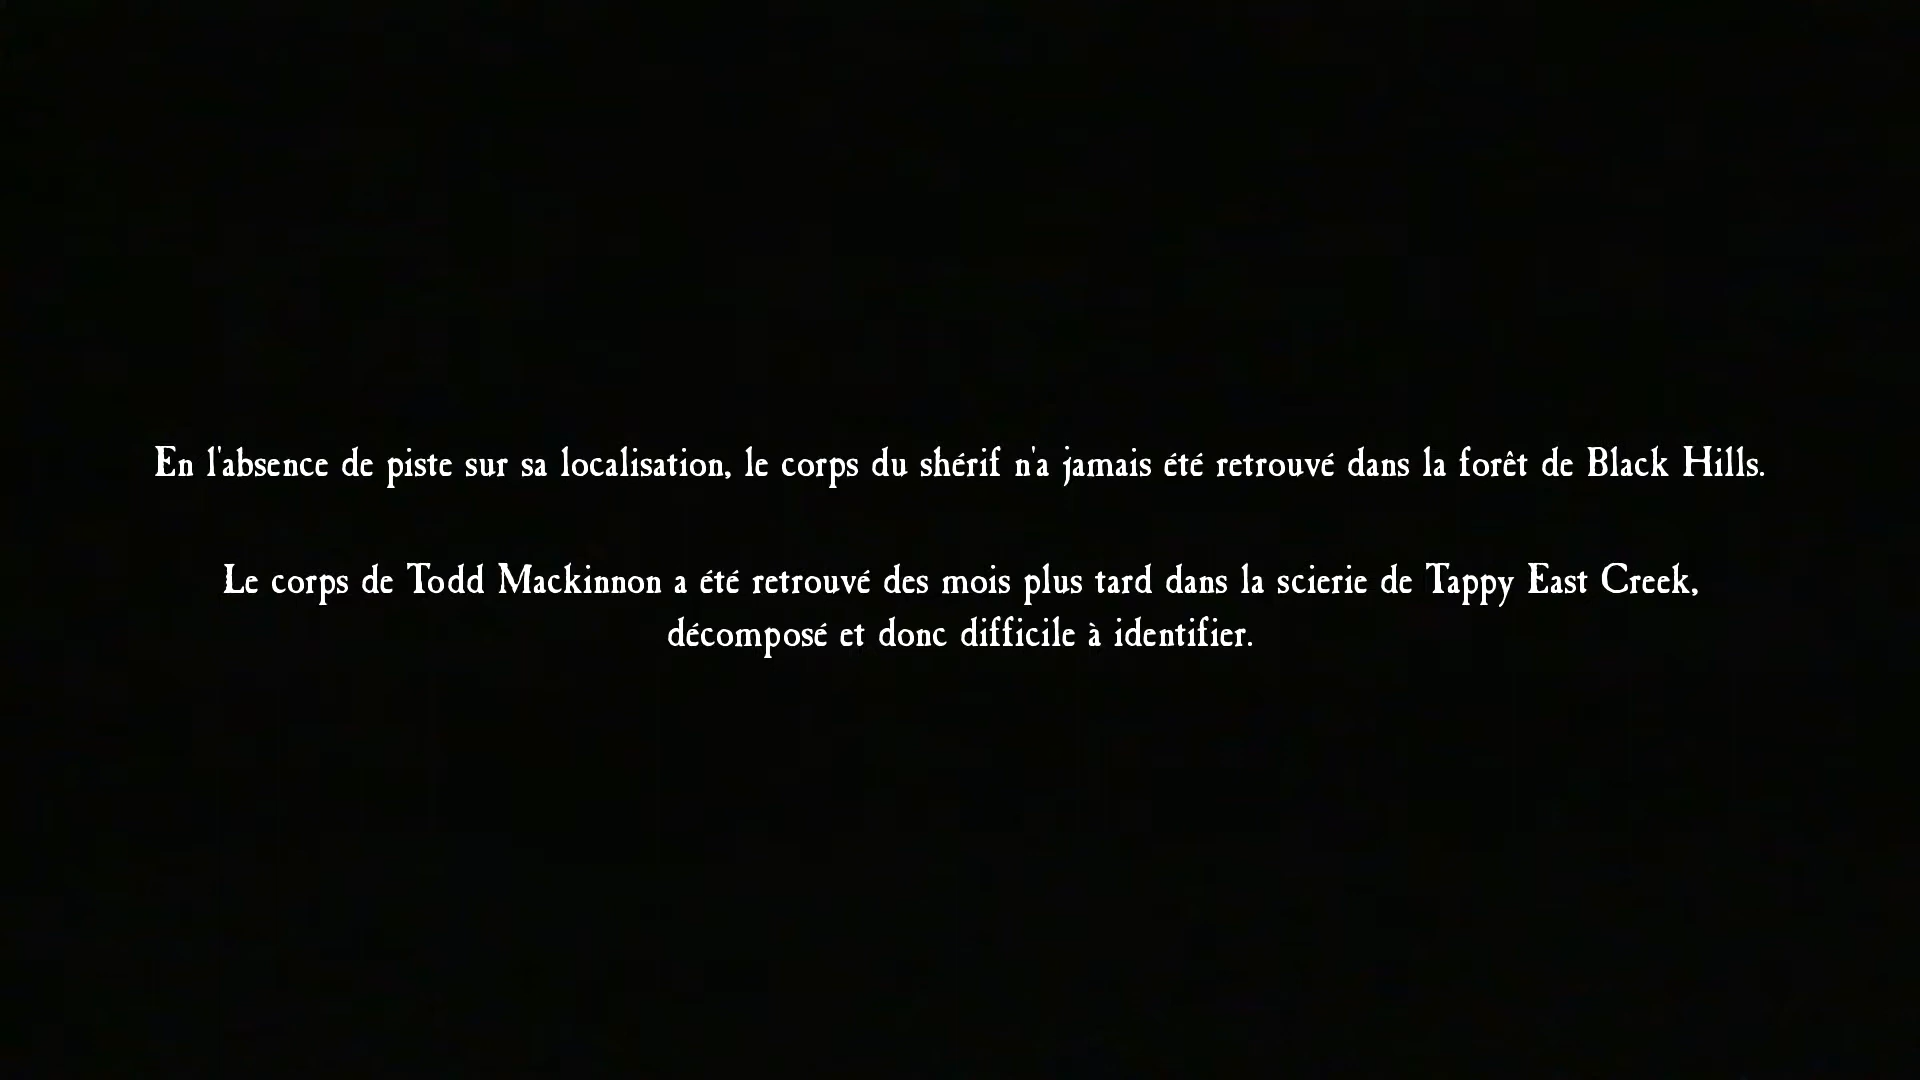 En l'absence de piste sur sa localisation, le corps du shérif n'a jamais été retrouvé dans la forêt de Black Hills.
Le corps de Todd Mackinnon a été retrouvé des mois plus tard dans la scierie de Tappy East Creek,
décomposé et donc difficile à identifier.